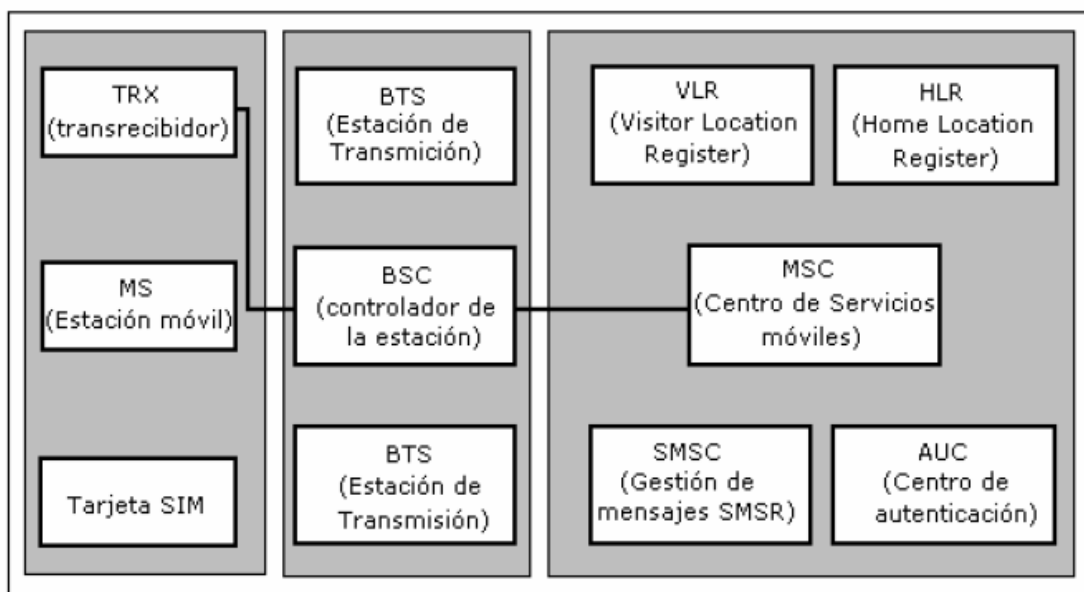 TRX
(transrecibidor)
MS
(Estación móvil)
Tarjeta SIM
BTS
(Estación de
Transmición)
BSC
(controlador de
la estación)
BTS
(Estación de
Transmisión)
VLR
(Visitor Location
Register)
HLR
(Home Location
Register)
MSC
(Centro de Servicios
móviles)
SMSC
(Gestión de
mensajes SMSR)
AUC
(Centro de
autenticación)